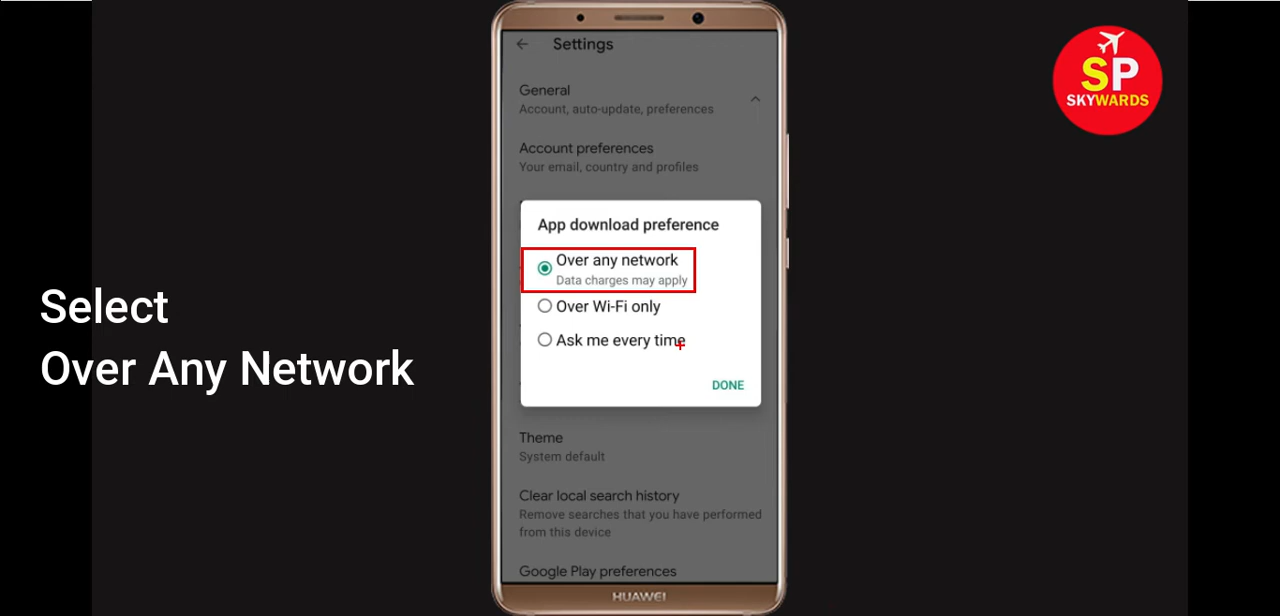 Settings
General
Account, auto-update, preferences
Account preferences
Your email, country and profiles
App download preference
Over any network
Data charges may apply
Over Wi-Fi only
Ask me every time
DONE
Theme
System default
Clear local search history
Remove searches that you have performed
from this device
Google Play preferences
HUAWEI
Select
Over Any Network
SP
SKYWARDS